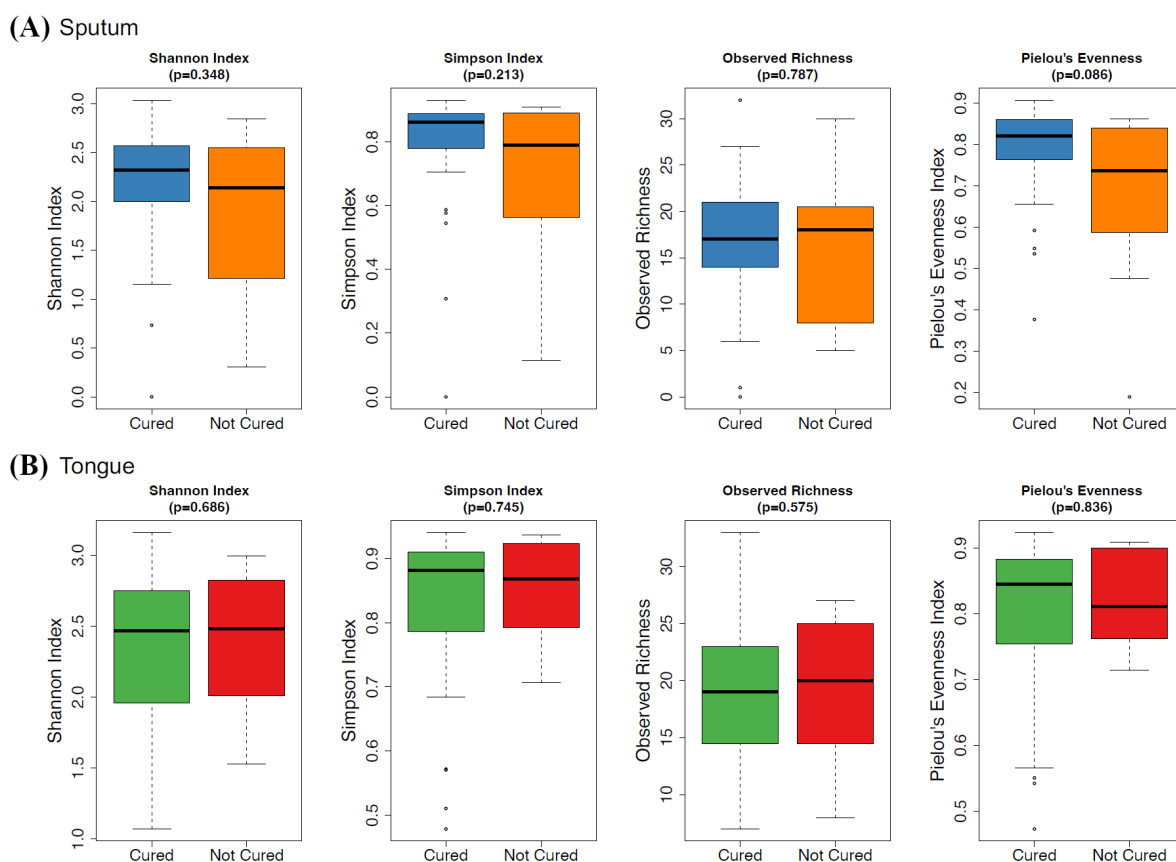 (A) Sputum
Shannon Index
(p=0.348)
Shannon Index
0.0 0.5 1.0 1.5 2.0 2.5 3.0
Cured Not Cured
Simpson Index
(p=0.213)
Simpson Index
0.0 0.2 0.4 0.6 0.8
Cured Not Cured
Observed Richness
(p=0.787)
Observed Richness
0 5 10 15 20 25 30
Cured Not Cured
Pielou's Evenness
(p=0.086)
Pielou's Evenness Index
0.2 0.3 0.4 0.5 0.6 0.7 0.8 0.9
Cured Not Cured
(B) Tongue
Shannon Index
(p=0.686)
Shannon Index
1.0 1.5 2.0 2.5 3.0
Cured Not Cured
Simpson Index
(p=0.745)
Simpson Index
0.5 0.6 0.7 0.8 0.9
Cured Not Cured
Observed Richness
(p=0.575)
Observed Richness
10 15 20 25 30
Cured Not Cured
Pielou's Evenness
(p=0.836)
Pielou's Evenness Index
0.5 0.6 0.7 0.8 0.9
Cured Not Cured